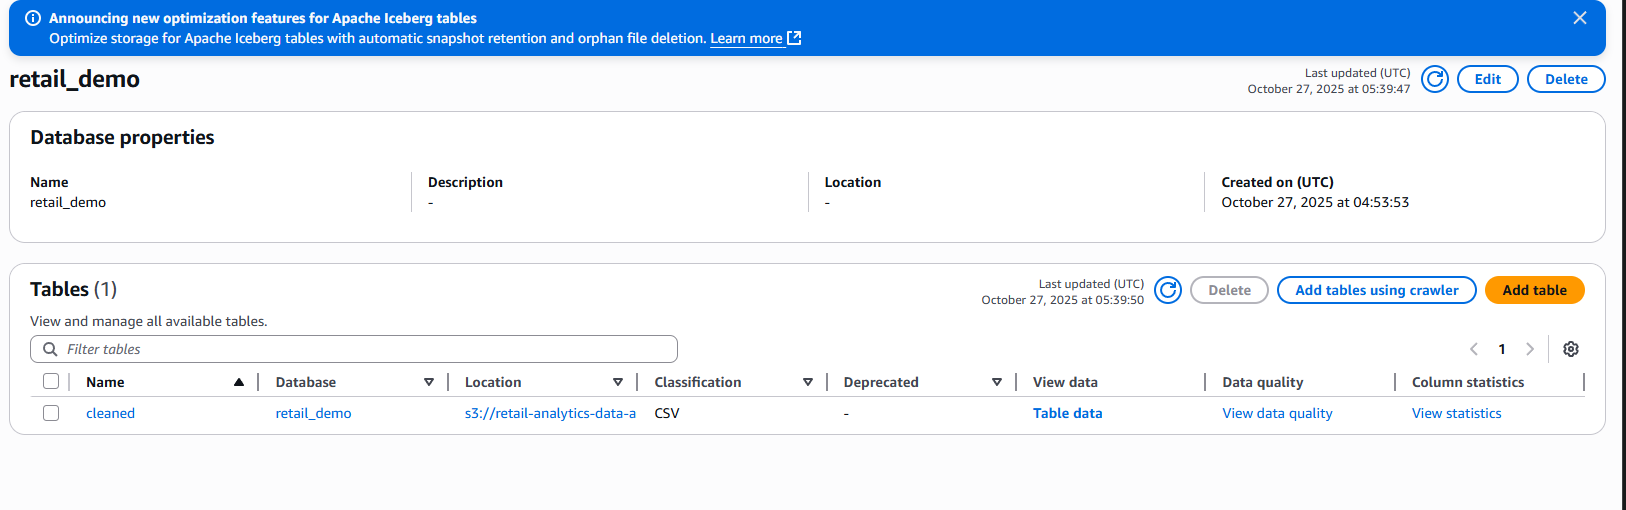 Announcing new optimization features for Apache Iceberg tables
Optimize storage for Apache Iceberg tables with automatic snapshot retention and orphan file deletion. Learn more
retail_demo
Last updated (UTC)
October 27, 2025 at 05:39:47
Edit
Delete
Database properties
Name
retail_demo
Description
-
Location
-
Created on (UTC)
October 27, 2025 at 04:53:53
Tables (1)
Last updated (UTC)
October 27, 2025 at 05:39:50
Delete
Add tables using crawler
Add table
View and manage all available tables.
Filter tables
1
Name Database Location Classification Deprecated View data Data quality Column statistics
cleaned retail_demo s3://retail-analytics-data-a CSV - Table data View data quality View statistics